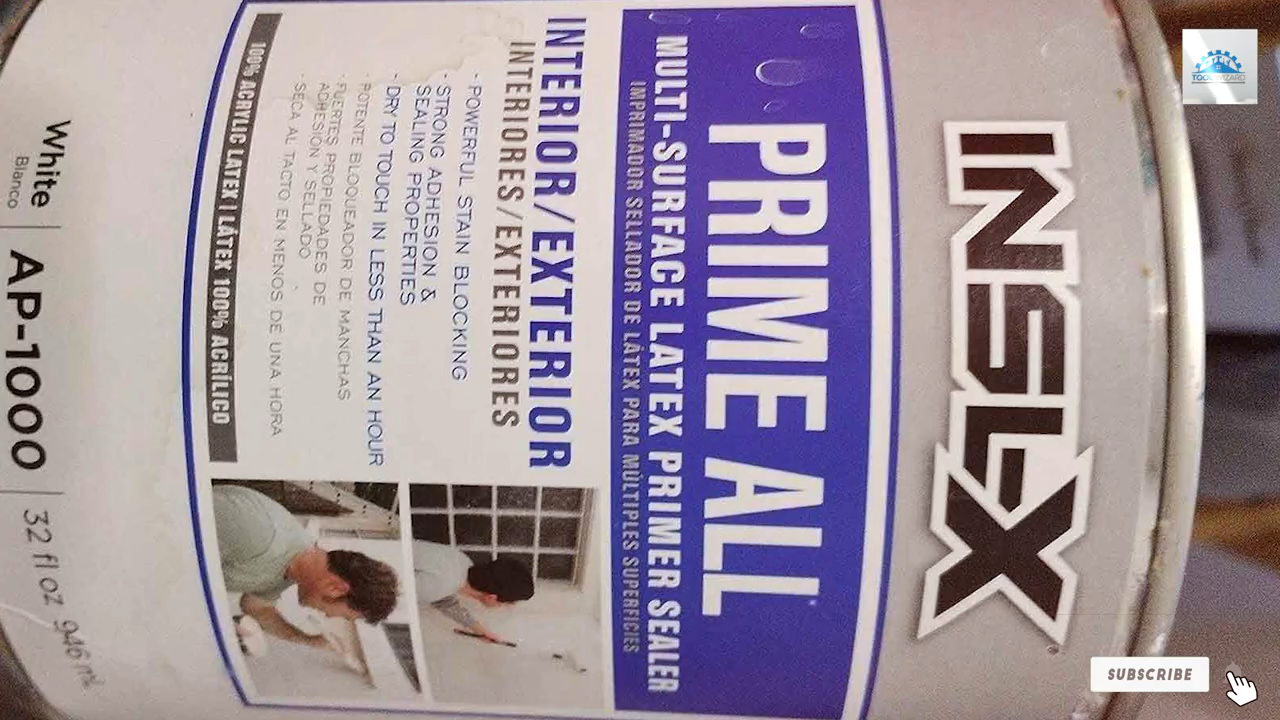 INSL-X®
PRIME ALL™
MULTI-SURFACE LATEX PRIMER SEALER
IMPRIMADOR SELLADOR DE LÁTEX PARA MÚLTIPLES SUPERFICIES
INTERIOR/EXTERIOR
INTERIORES/EXTERIORES
• POWERFUL STAIN BLOCKING
• STRONG ADHESION &
SEALING PROPERTIES
• DRY TO TOUCH IN LESS THAN AN HOUR
• POTENTE BLOQUEADOR DE MANCHAS
• FUERTES PROPIEDADES DE
ADHESIÓN Y SELLADO
• SECA AL TACTO EN MENOS DE UNA HORA
100% ACRYLIC LATEX | LÁTEX 100% ACRÍLICO
White
Blanco
AP-1000
32 fl oz 946 ml
SUBSCRIBE